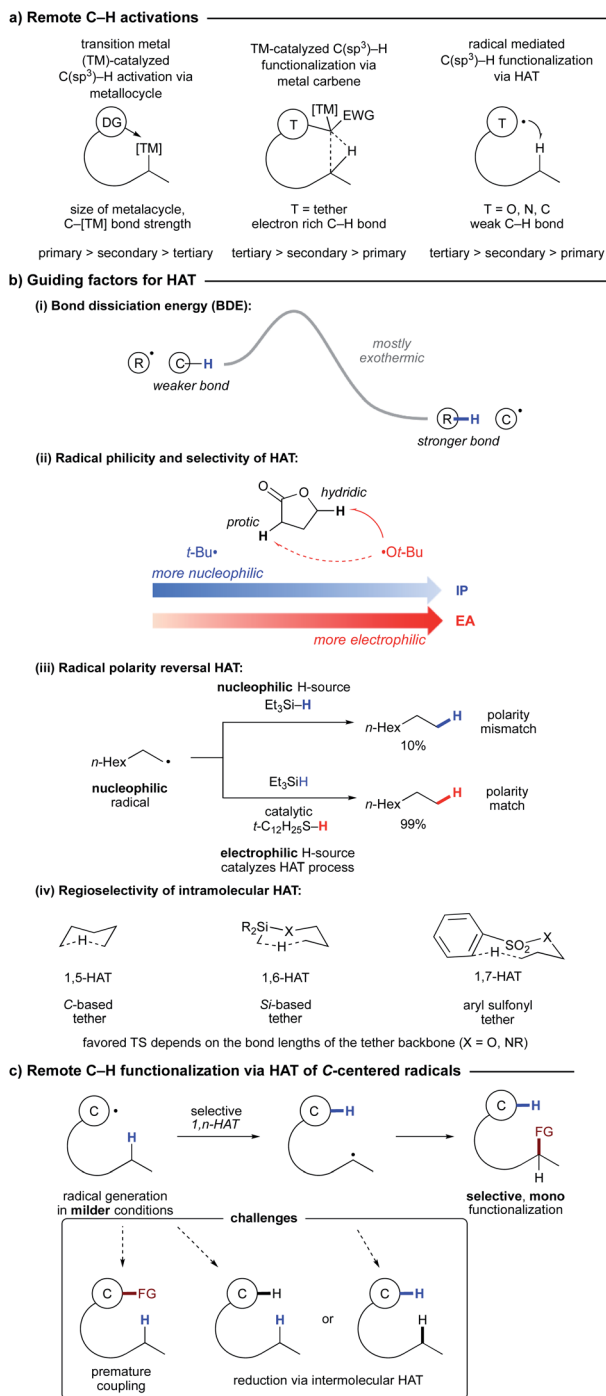 a) Remote C–H activations
transition metal
(TM)-catalyzed
C(sp³)–H
activation via
metallocycle
DG
[TM]
size of metalacycle,
C–[TM] bond strength
primary > secondary > tertiary
TM-catalyzed C(sp³)–H
functionalization via
metal carbene
[TM]
EWG
T
H
T = tether
electron rich C–H bond
tertiary > secondary > primary
radical mediated
C(sp³)–H functionalization
via HAT
T •
H
T = O, N, C
weak C–H bond
tertiary > secondary > primary
b) Guiding factors for HAT
(i) Bond dissiciation energy (BDE):
mostly
exothermic
R • C–H
weaker bond
R–H C •
stronger bond
(ii) Radical philicity and selectivity of HAT:
O
O
hydridic
H
protic
H
t-Bu•
•Ot-Bu
more nucleophilic
IP
EA
more electrophilic
(iii) Radical polarity reversal HAT:
nucleophilic H-source
Et₃Si–H
n-Hex
H
10%
polarity
mismatch
n-Hex •
nucleophilic
radical
Et₃SiH
catalytic
t-C₁₂H₂₅S–H
n-Hex
H
99%
polarity
match
electrophilic H-source
catalyzes HAT process
(iv) Regioselectivity of intramolecular HAT:
H
1,5-HAT
C-based
tether
R₂Si
X
H
1,6-HAT
Si-based
tether
SO₂
X
H
1,7-HAT
aryl sulfonyl
tether
favored TS depends on the bond lengths of the tether backbone (X = O, NR)
c) Remote C–H functionalization via HAT of C-centered radicals
C •
H
radical generation
in milder conditions
selective
1,n-HAT
C–H
•
C–H
FG
H
selective, mono
functionalization
challenges
C–FG
H
premature
coupling
C–H
H
or
C–H
H
reduction via intermolecular HAT